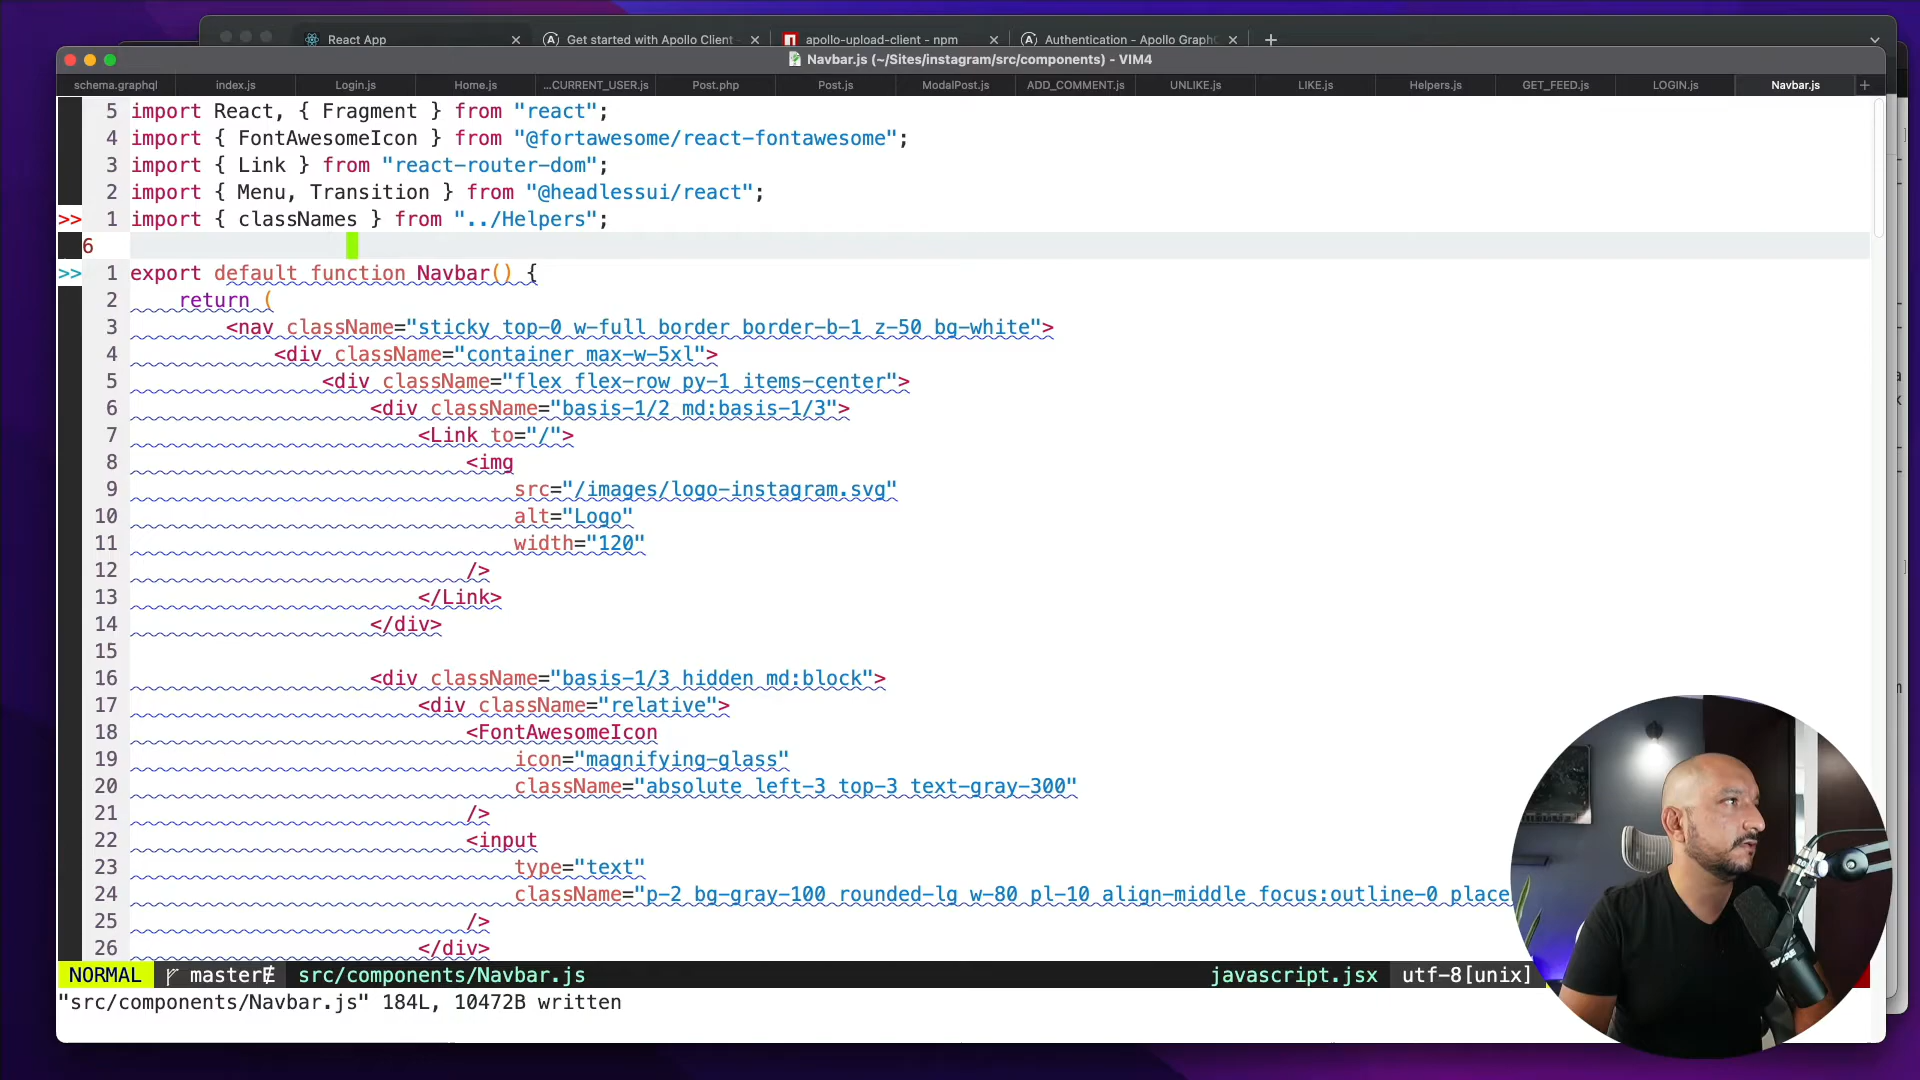 React App
Get started with Apollo Client -
apollo-upload-client - npm
Authentication - Apollo GraphQ
Navbar.js (~/Sites/instagram/src/components) - VIM4
schema.graphql
index.js
Login.js
Home.js
...CURRENT_USER.js
Post.php
Post.js
ModalPost.js
ADD_COMMENT.js
UNLIKE.js
LIKE.js
Helpers.js
GET_FEED.js
LOGIN.js
Navbar.js
5 import React, { Fragment } from "react";
4 import { FontAwesomeIcon } from "@fortawesome/react-fontawesome";
3 import { Link } from "react-router-dom";
2 import { Menu, Transition } from "@headlessui/react";
>> 1 import { classNames } from "../Helpers";
6
>> 1 export default function Navbar() {
2 return (
3 <nav className="sticky top-0 w-full border border-b-1 z-50 bg-white">
4 <div className="container max-w-5xl">
5 <div className="flex flex-row py-1 items-center">
6 <div className="basis-1/2 md:basis-1/3">
7 <Link to="/">
8 <img
9 src="/images/logo-instagram.svg"
10 alt="Logo"
11 width="120"
12 />
13 </Link>
14 </div>
15
16 <div className="basis-1/3 hidden md:block">
17 <div className="relative">
18 <FontAwesomeIcon
19 icon="magnifying-glass"
20 className="absolute left-3 top-3 text-gray-300"
21 />
22 <input
23 type="text"
24 className="p-2 bg-gray-100 rounded-lg w-80 pl-10 align-middle focus:outline-0 place
25 />
26 </div>
NORMAL master src/components/Navbar.js javascript.jsx utf-8[unix]
"src/components/Navbar.js" 184L, 10472B written